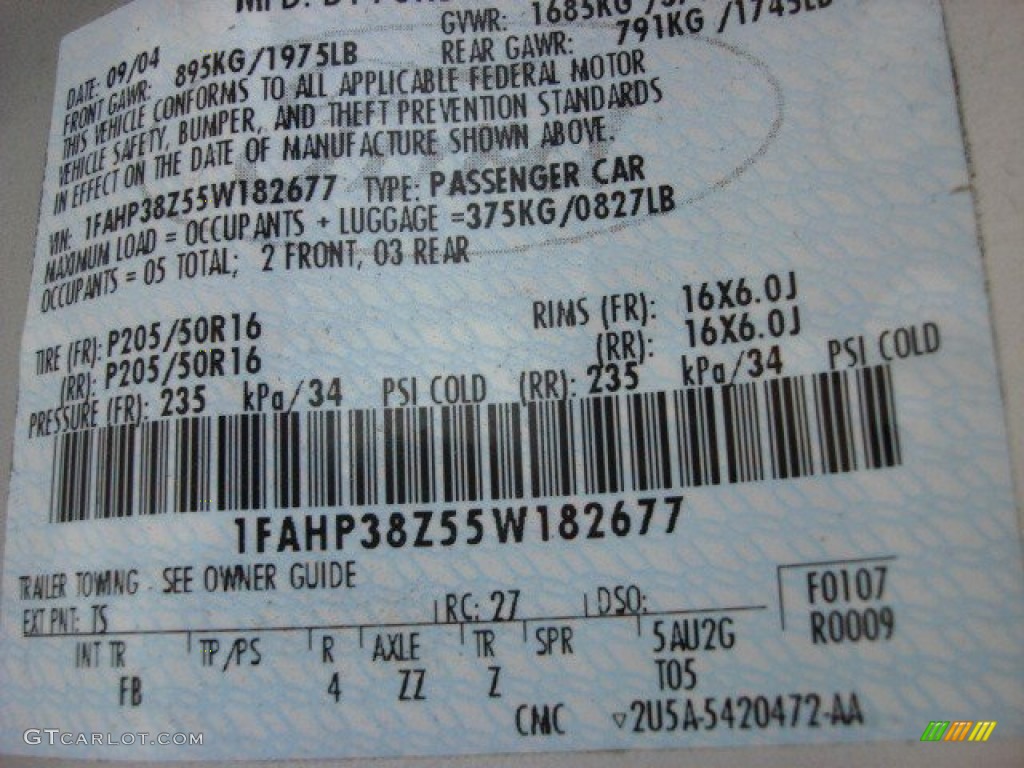 MFD. BY FORD
DATE: 09/04 GVWR: 1685KG
FRONT GAWR: 895KG/1975LB REAR GAWR: 791KG/1745LB
THIS VEHICLE CONFORMS TO ALL APPLICABLE FEDERAL MOTOR
VEHICLE SAFETY, BUMPER, AND THEFT PREVENTION STANDARDS
IN EFFECT ON THE DATE OF MANUFACTURE SHOWN ABOVE.
VIN: 1FAHP38Z55W182677 TYPE: PASSENGER CAR
MAXIMUM LOAD = OCCUPANTS + LUGGAGE =375KG/0827LB
OCCUPANTS = 05 TOTAL; 2 FRONT, 03 REAR
TIRE (FR): P205/50R16 RIMS (FR): 16X6.0J
(RR): P205/50R16 (RR): 16X6.0J
PRESSURE (FR): 235 kPa/34 PSI COLD (RR): 235 kPa/34 PSI COLD
1FAHP38Z55W182677
TRAILER TOWING - SEE OWNER GUIDE
EXT PNT: TS RC: 27 DSO: F0107
R0009
INT TR TP/PS R AXLE TR SPR 5AU2G
FB 4 ZZ Z T05
CMC ▽2U5A-5420472-AA
GTCARLOT.COM